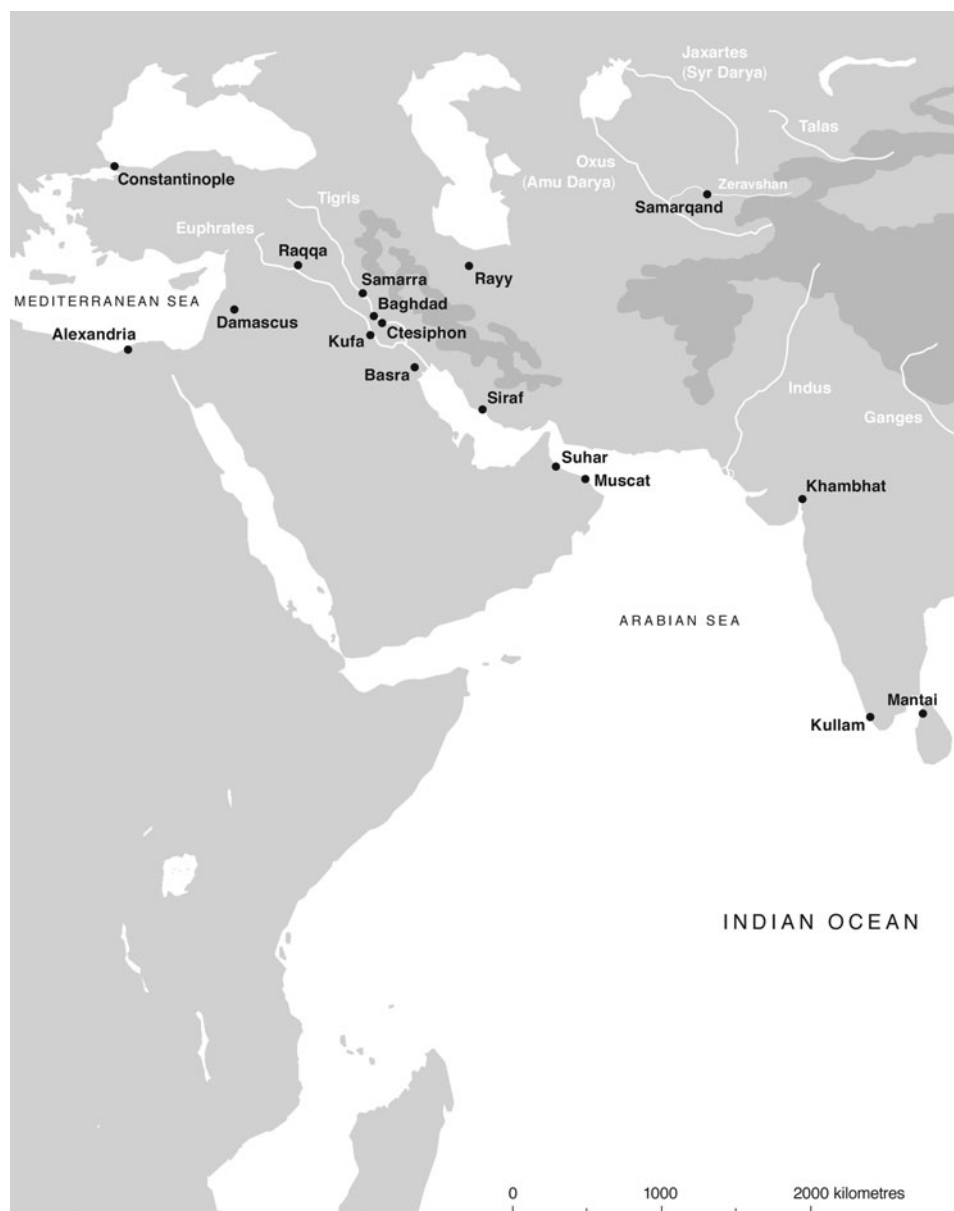 Jaxartes
(Syr Darya)
Talas
Constantinople
Oxus
(Amu Darya)
Zeravshan
Samarqand
Tigris
Euphrates
Raqqa
Rayy
Samarra
MEDITERRANEAN SEA
Baghdad
Damascus
Ctesiphon
Alexandria
Kufa
Basra
Siraf
Indus
Ganges
Suhar
Muscat
Khambhat
ARABIAN SEA
Mantai
Kullam
INDIAN OCEAN
0 1000 2000 kilometres